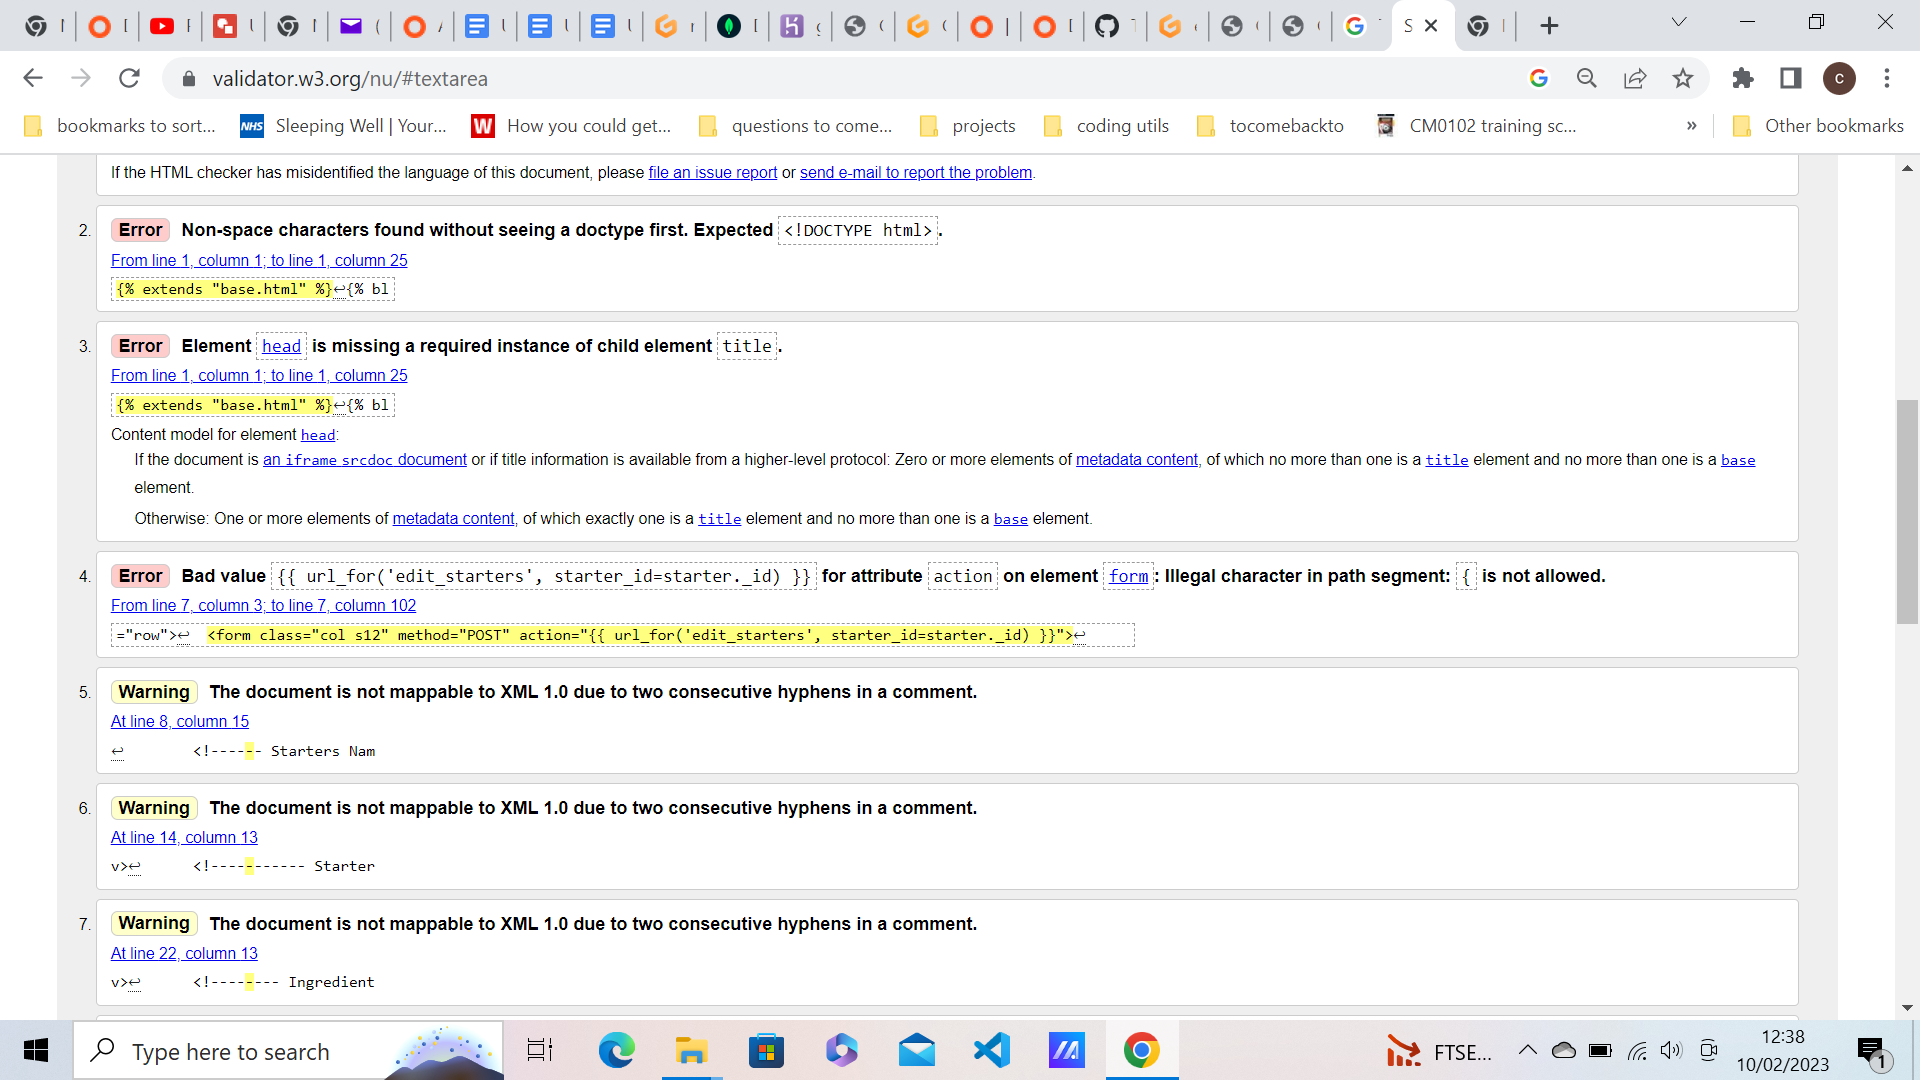 validator.w3.org/nu/#textarea
bookmarks to sort...
NHS
Sleeping Well | Your...
W
How you could get...
questions to come...
projects
coding utils
tocomebackto
CM0102 training sc...
»
Other bookmarks
If the HTML checker has misidentified the language of this document, please file an issue report or send e-mail to report the problem.
2. Error Non-space characters found without seeing a doctype first. Expected <!DOCTYPE html>.
From line 1, column 1; to line 1, column 25
{% extends "base.html" %}↩{% bl
3. Error Element head is missing a required instance of child element title.
From line 1, column 1; to line 1, column 25
{% extends "base.html" %}↩{% bl
Content model for element head:
If the document is an iframe srcdoc document or if title information is available from a higher-level protocol: Zero or more elements of metadata content, of which no more than one is a title element and no more than one is a base
element.
Otherwise: One or more elements of metadata content, of which exactly one is a title element and no more than one is a base element.
4. Error Bad value {{ url_for('edit_starters', starter_id=starter._id) }} for attribute action on element form: Illegal character in path segment: { is not allowed.
From line 7, column 3; to line 7, column 102
="row">↩ <form class="col s12" method="POST" action="{{ url_for('edit_starters', starter_id=starter._id) }}">↩
5. Warning The document is not mappable to XML 1.0 due to two consecutive hyphens in a comment.
At line 8, column 15
↩ <!------ Starters Nam
6. Warning The document is not mappable to XML 1.0 due to two consecutive hyphens in a comment.
At line 14, column 13
v>↩ <!----------- Starter
7. Warning The document is not mappable to XML 1.0 due to two consecutive hyphens in a comment.
At line 22, column 13
v>↩ <!-------- Ingredient
Type here to search
FTSE...
12:38
10/02/2023
1